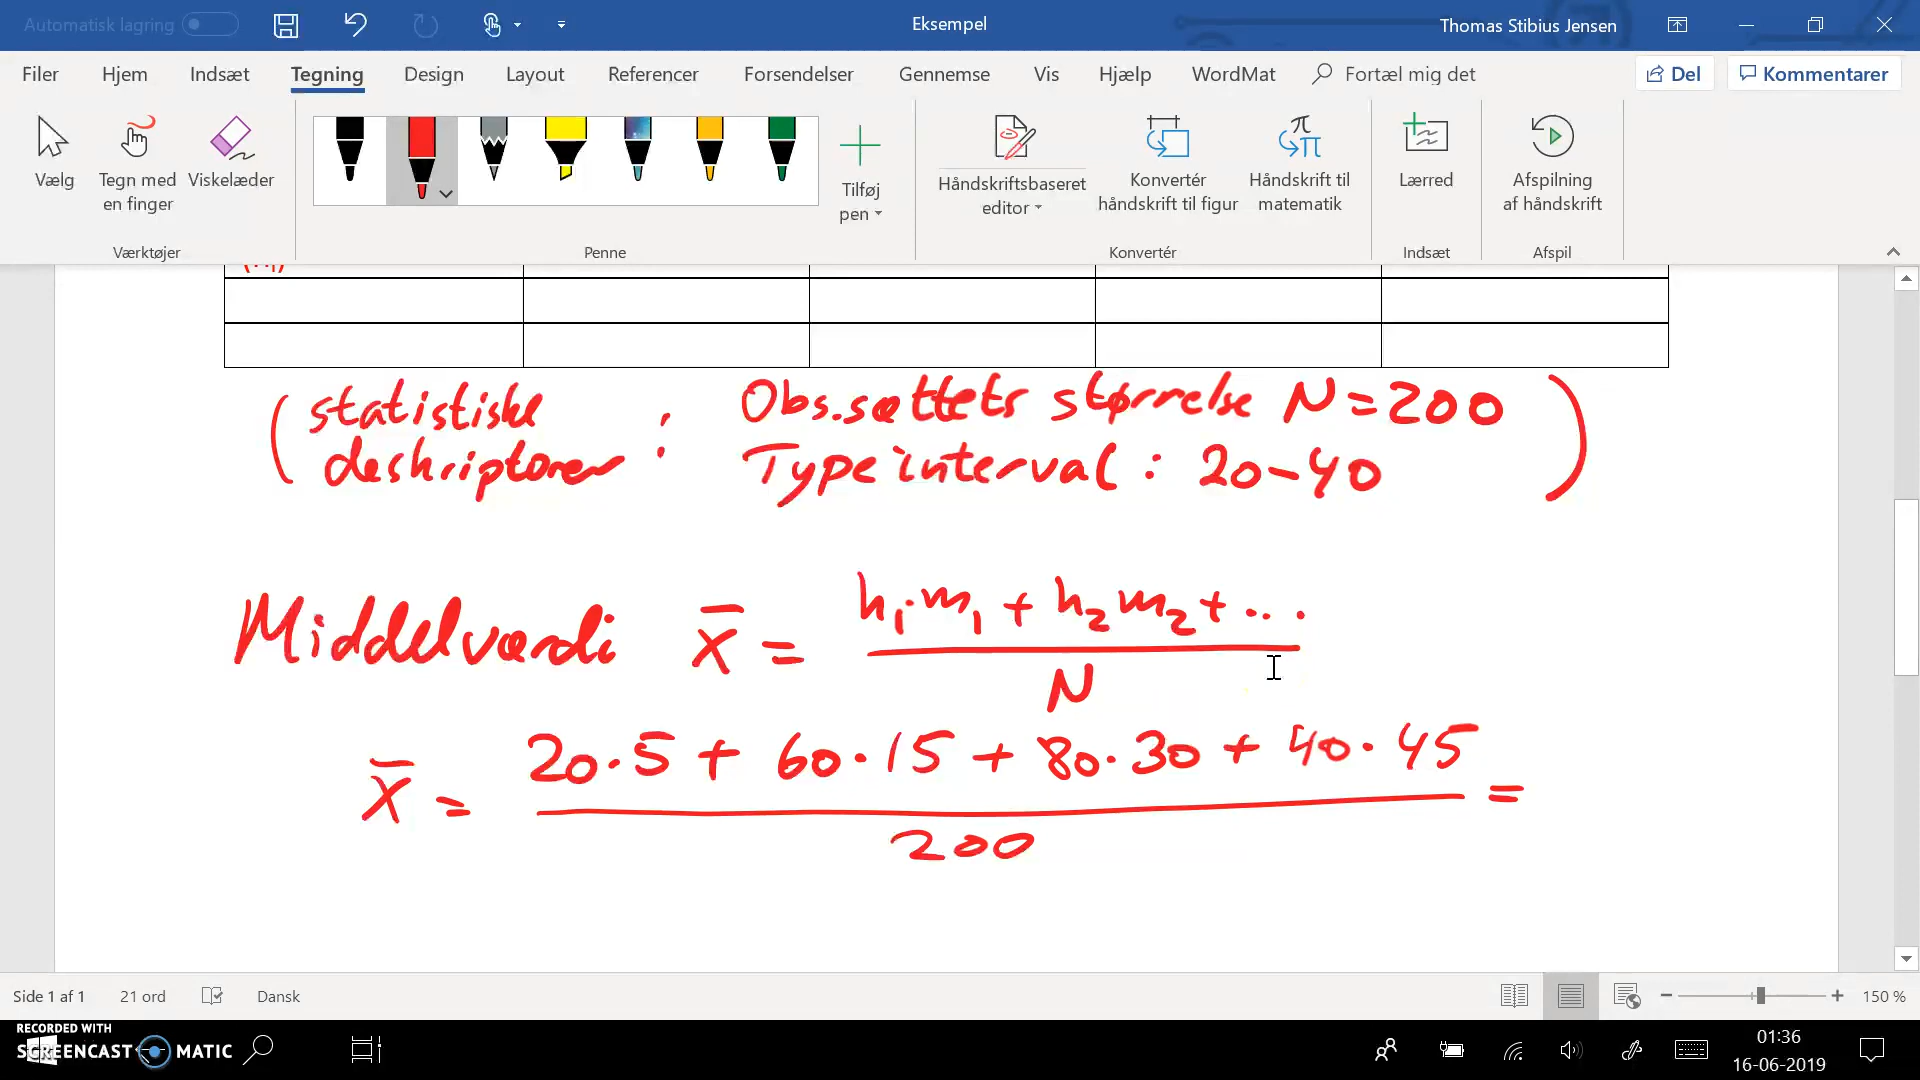 Automatisk lagring
Eksempel
Thomas Stibius Jensen
Filer Hjem Indsæt Tegning Design Layout Referencer Forsendelser Gennemse Vis Hjælp WordMat Fortæl mig det Del Kommentarer
Vælg
Tegn med
en finger
Viskelæder
Værktøjer
Tilføj
pen
Penne
Håndskriftsbaseret
editor
Konvertér
håndskrift til figur
Håndskrift til
matematik
Konvertér
Lærred
Indsæt
Afspilning
af håndskrift
Afspil
(statistiske : Obs.sættets størrelse N=200
deskriptorer Typeinterval : 20-40)
Middelværdi x̄ = (h₁·m₁ + h₂m₂ + ...) / N
x̄ = (20·5 + 60·15 + 80·30 + 40·45) / 200 =
Side 1 af 1 21 ord Dansk 150 %
RECORDED WITH
SCREENCAST MATIC
01:36
16-06-2019